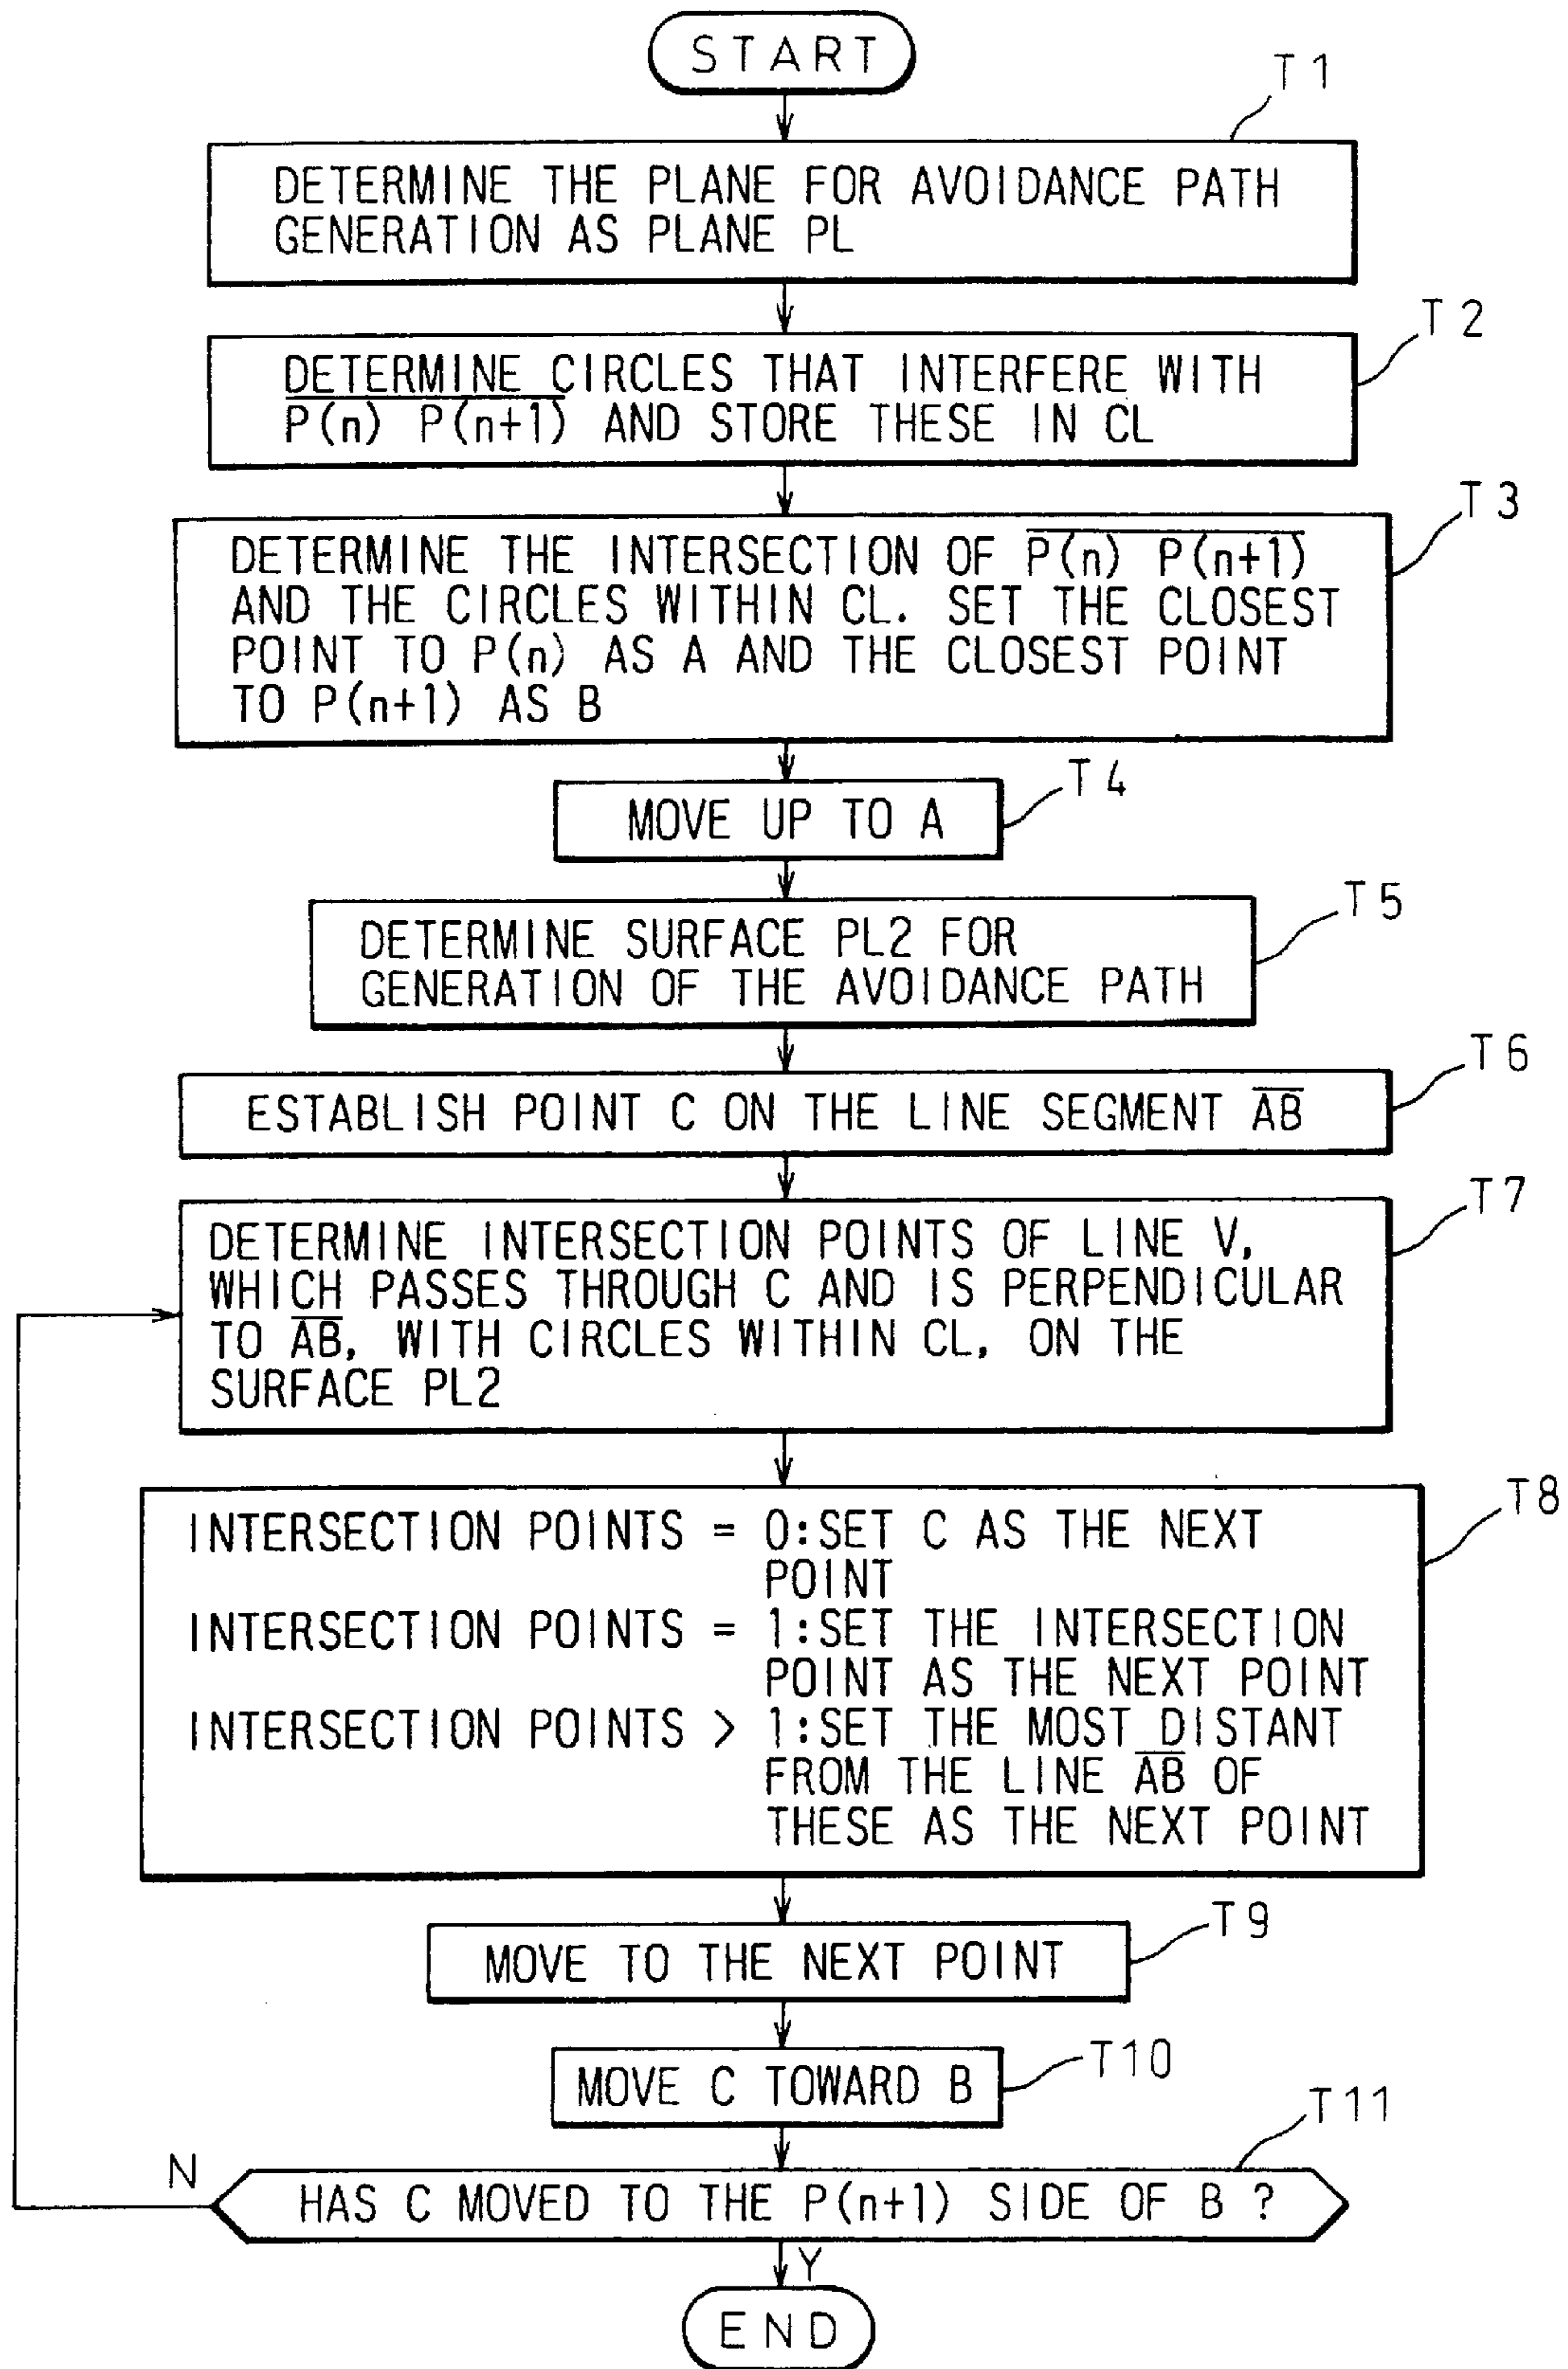 START
T1
DETERMINE THE PLANE FOR AVOIDANCE PATH
GENERATION AS PLANE PL
T2
DETERMINE CIRCLES THAT INTERFERE WITH
P(n) P(n+1) AND STORE THESE IN CL
T3
DETERMINE THE INTERSECTION OF P(n) P(n+1)
AND THE CIRCLES WITHIN CL. SET THE CLOSEST
POINT TO P(n) AS A AND THE CLOSEST POINT
TO P(n+1) AS B
T4
MOVE UP TO A
T5
DETERMINE SURFACE PL2 FOR
GENERATION OF THE AVOIDANCE PATH
T6
ESTABLISH POINT C ON THE LINE SEGMENT A̅B̅
T7
DETERMINE INTERSECTION POINTS OF LINE V,
WHICH PASSES THROUGH C AND IS PERPENDICULAR
TO A̅B̅, WITH CIRCLES WITHIN CL, ON THE
SURFACE PL2
T8
INTERSECTION POINTS = 0:SET C AS THE NEXT
POINT
INTERSECTION POINTS = 1:SET THE INTERSECTION
POINT AS THE NEXT POINT
INTERSECTION POINTS > 1:SET THE MOST DISTANT
FROM THE LINE A̅B̅ OF
THESE AS THE NEXT POINT
T9
MOVE TO THE NEXT POINT
T10
MOVE C TOWARD B
T11
N
HAS C MOVED TO THE P(n+1) SIDE OF B ?
Y
END